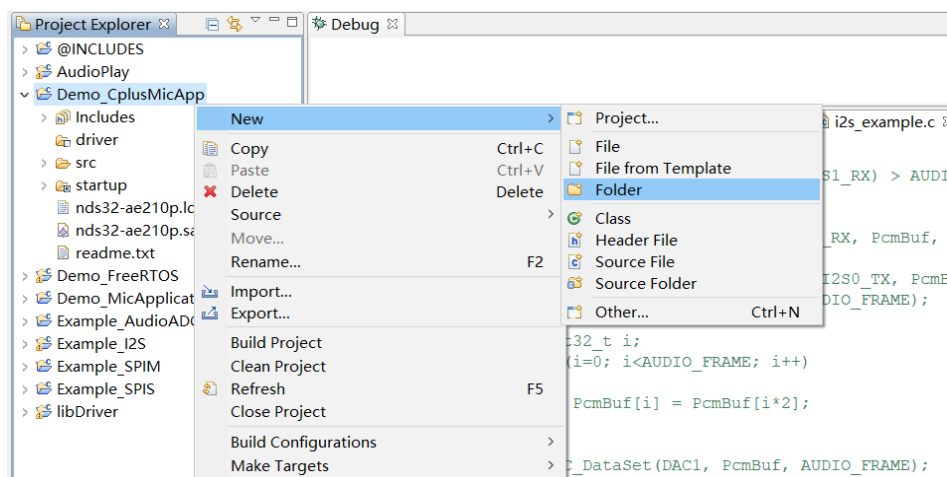 Project Explorer
Debug
@INCLUDES
AudioPlay
Demo_CplusMicApp
Includes
driver
src
startup
nds32-ae210p.lc
nds32-ae210p.sa
readme.txt
Demo_FreeRTOS
Demo_MicApplicat
Example_AudioAD
Example_I2S
Example_SPIM
Example_SPIS
libDriver
New
Copy Ctrl+C
Paste Ctrl+V
Delete Delete
Source
Move...
Rename... F2
Import...
Export...
Build Project
Clean Project
Refresh F5
Close Project
Build Configurations
Make Targets
Project...
File
File from Template
Folder
Class
Header File
Source File
Source Folder
Other... Ctrl+N
i2s_example.c
S1_RX) > AUDI
_RX, PcmBuf,
I2S0_TX, PcmB
DIO_FRAME);
t32_t i;
(i=0; i<AUDIO_FRAME; i++)
PcmBuf[i] = PcmBuf[i*2];
C_DataSet(DAC1, PcmBuf, AUDIO_FRAME);